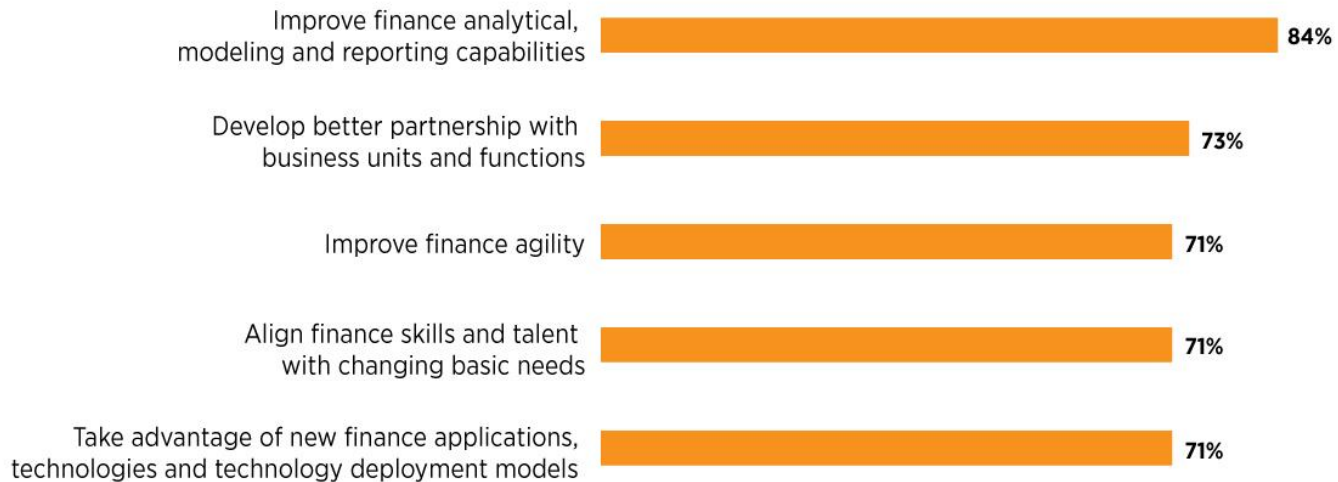 Improve finance analytical,
modeling and reporting capabilities
84%
Develop better partnership with
business units and functions
73%
Improve finance agility
71%
Align finance skills and talent
with changing basic needs
71%
Take advantage of new finance applications,
technologies and technology deployment models
71%